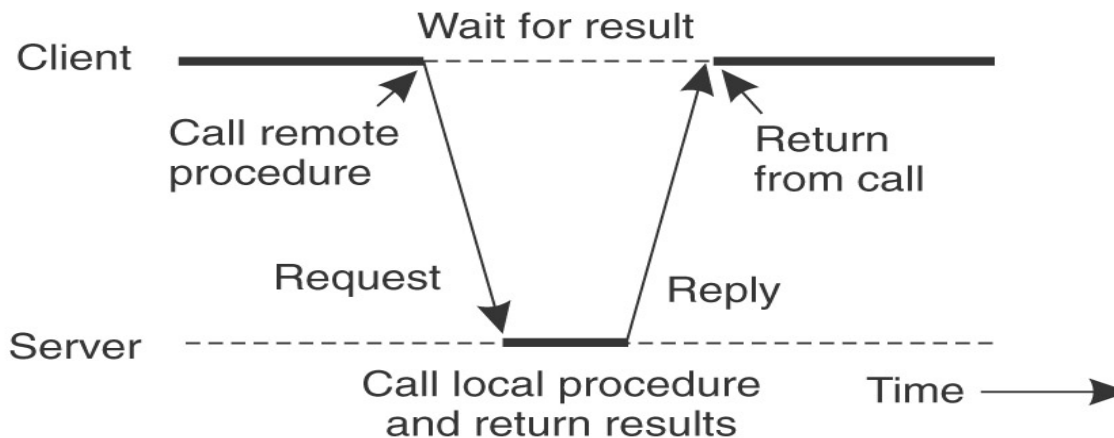 Wait for result
Client
Call remote
procedure
Return
from call
Request
Reply
Server
Call local procedure
and return results
Time